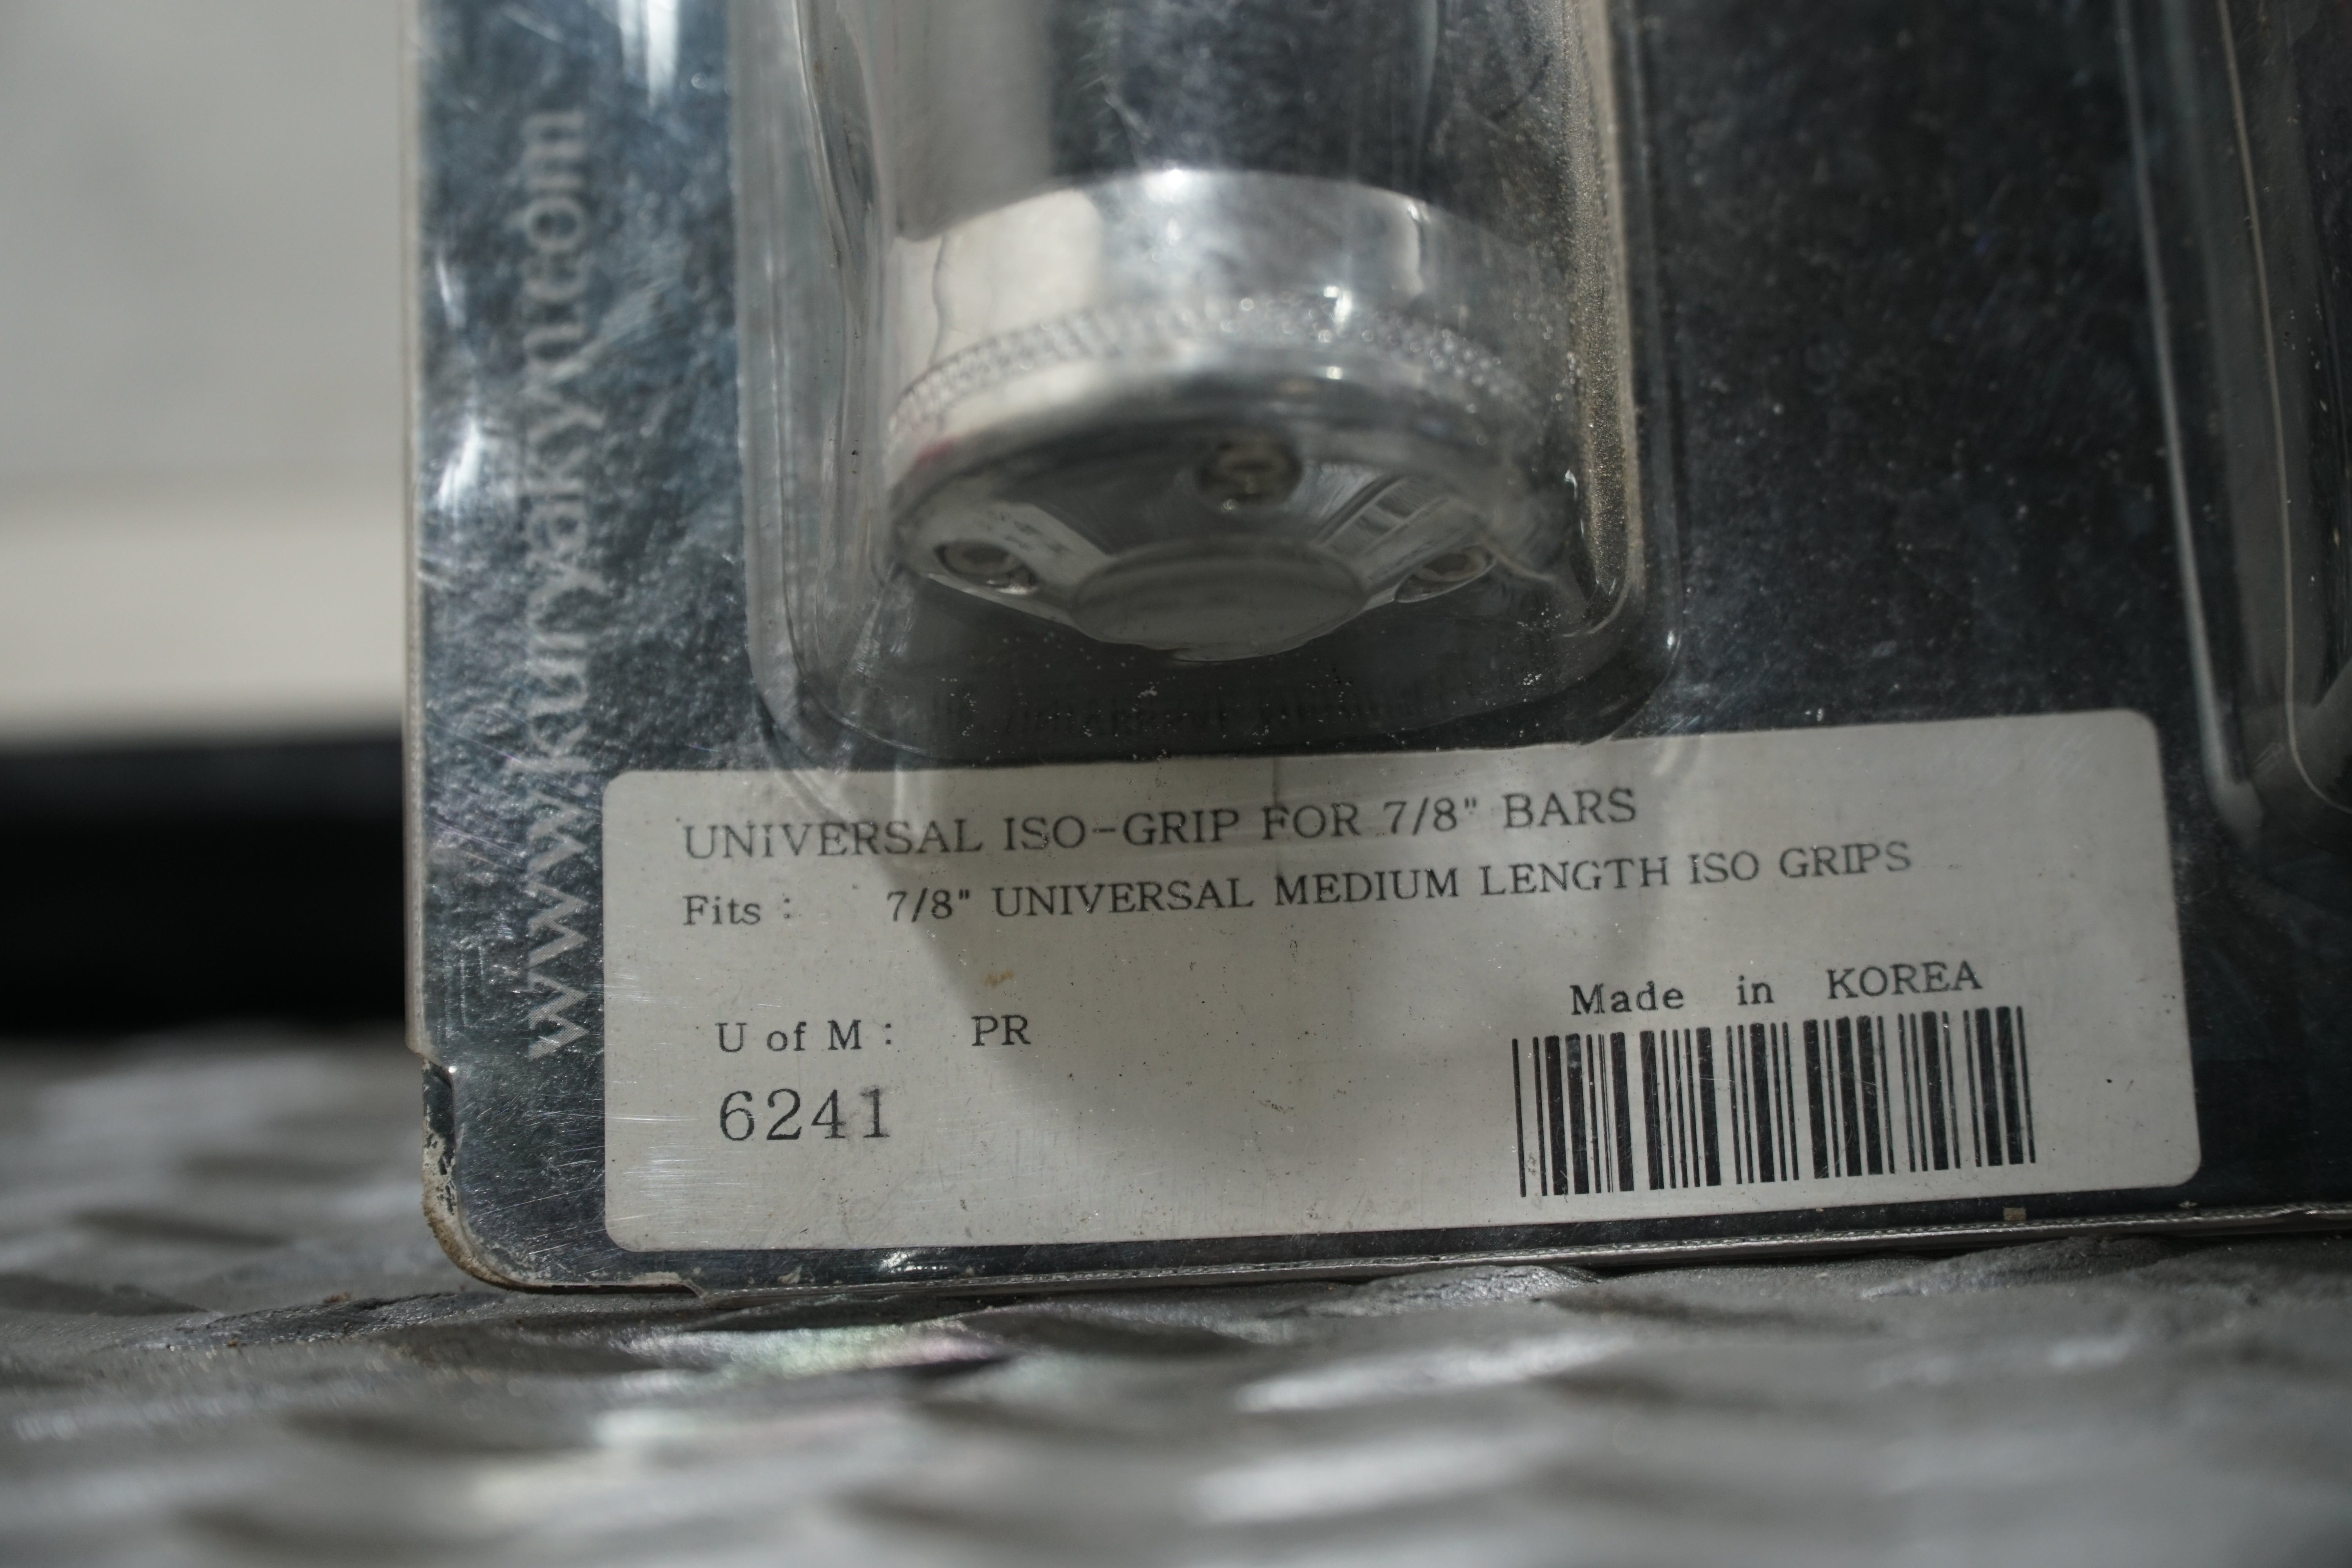 www.kuryakyn.com
UNIVERSAL ISO-GRIP FOR 7/8" BARS
Fits : 7/8" UNIVERSAL MEDIUM LENGTH ISO GRIPS
Made in KOREA
U of M : PR
6241